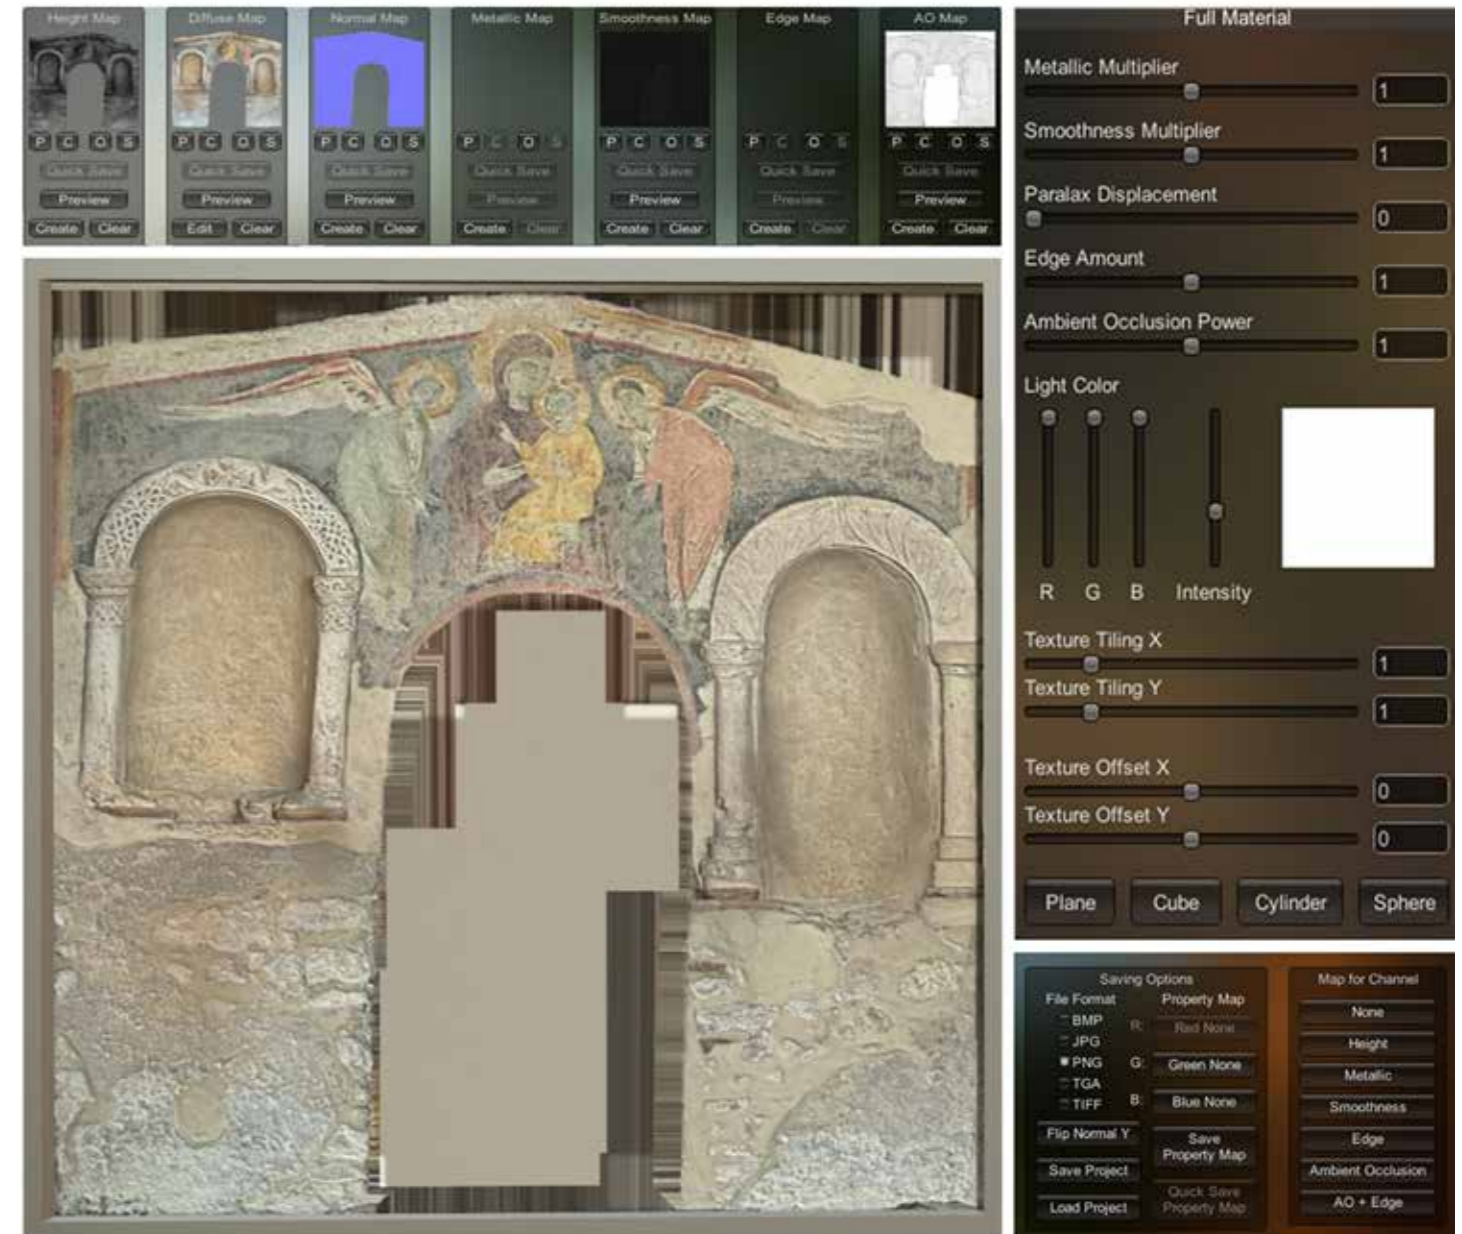 Height Map
Diffuse Map
Normal Map
Metallic Map
Smoothness Map
Edge Map
AO Map
P C O S
P C O S
P C O S
P C O S
P C O S
P C O S
P C O S
Quick Save
Quick Save
Quick Save
Quick Save
Quick Save
Quick Save
Quick Save
Preview
Preview
Preview
Preview
Preview
Preview
Preview
Create Clear
Edit Clear
Create Clear
Create Clear
Create Clear
Create Clear
Create Clear
Full Material
Metallic Multiplier
1
Smoothness Multiplier
1
Paralax Displacement
0
Edge Amount
1
Ambient Occlusion Power
1
Light Color
R G B Intensity
Texture Tiling X
1
Texture Tiling Y
1
Texture Offset X
0
Texture Offset Y
0
Plane Cube Cylinder Sphere
Saving Options
File Format
BMP
JPG
PNG
TGA
TIFF
Flip Normal Y
Save Project
Load Project
Property Map
R: Red None
G: Green None
B: Blue None
Save
Property Map
Quick Save
Property Map
Map for Channel
None
Height
Metallic
Smoothness
Edge
Ambient Occlusion
AO + Edge